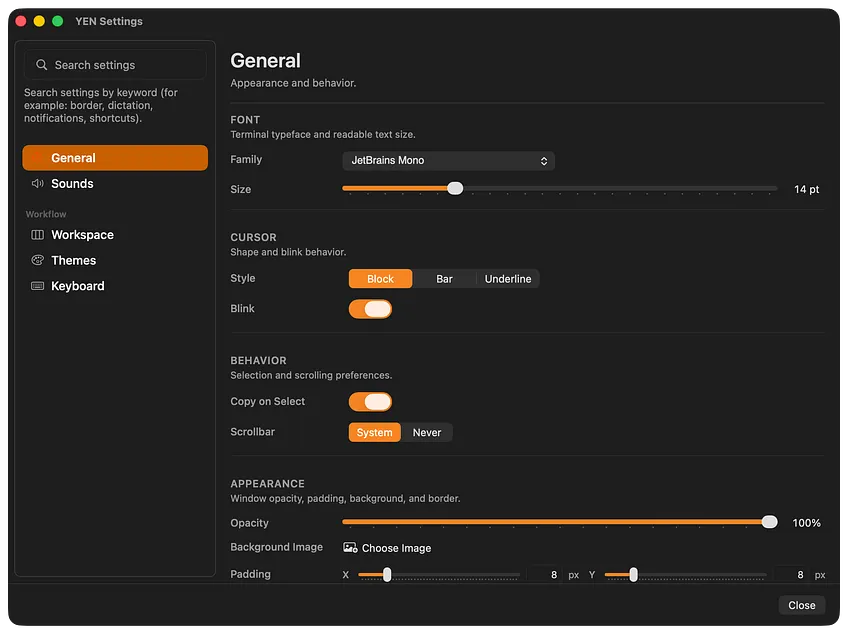 YEN Settings
Search settings
Search settings by keyword (for
example: border, dictation,
notifications, shortcuts).
General
Sounds
Workflow
Workspace
Themes
Keyboard
General
Appearance and behavior.
FONT
Terminal typeface and readable text size.
Family JetBrains Mono
Size 14 pt
CURSOR
Shape and blink behavior.
Style Block Bar Underline
Blink
BEHAVIOR
Selection and scrolling preferences.
Copy on Select
Scrollbar System Never
APPEARANCE
Window opacity, padding, background, and border.
Opacity 100%
Background Image Choose Image
Padding X 8 px Y 8 px
Close